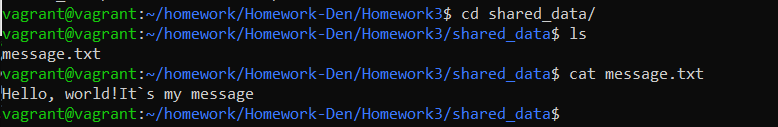 vagrant@vagrant:~/homework/Homework-Den/Homework3$ cd shared_data/
vagrant@vagrant:~/homework/Homework-Den/Homework3/shared_data$ ls
message.txt
vagrant@vagrant:~/homework/Homework-Den/Homework3/shared_data$ cat message.txt
Hello, world!It`s my message
vagrant@vagrant:~/homework/Homework-Den/Homework3/shared_data$